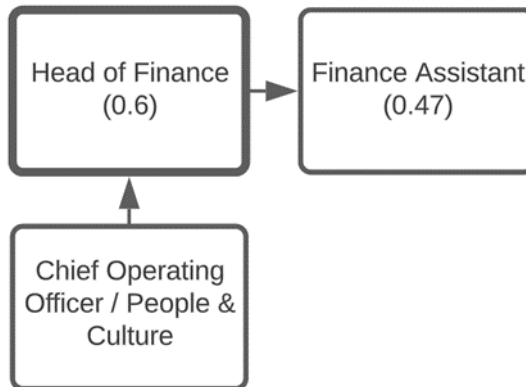 Head of Finance
(0.6)
Finance Assistant
(0.47)
Chief Operating
Officer / People &
Culture